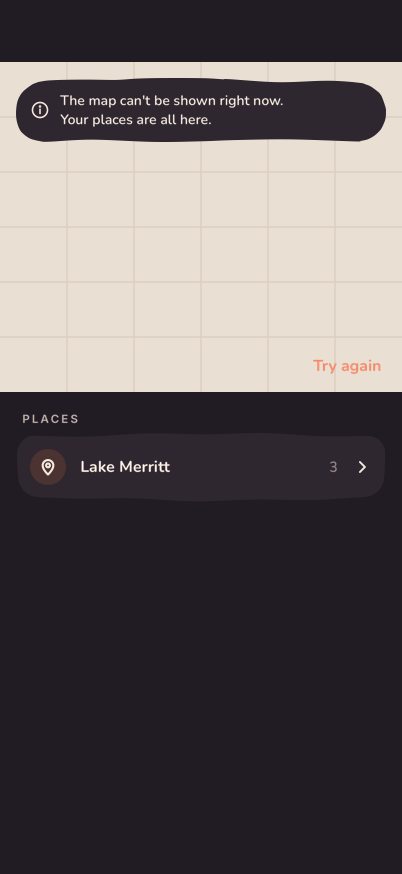 The map can't be shown right now.
Your places are all here.
Try again
PLACES
Lake Merritt 3